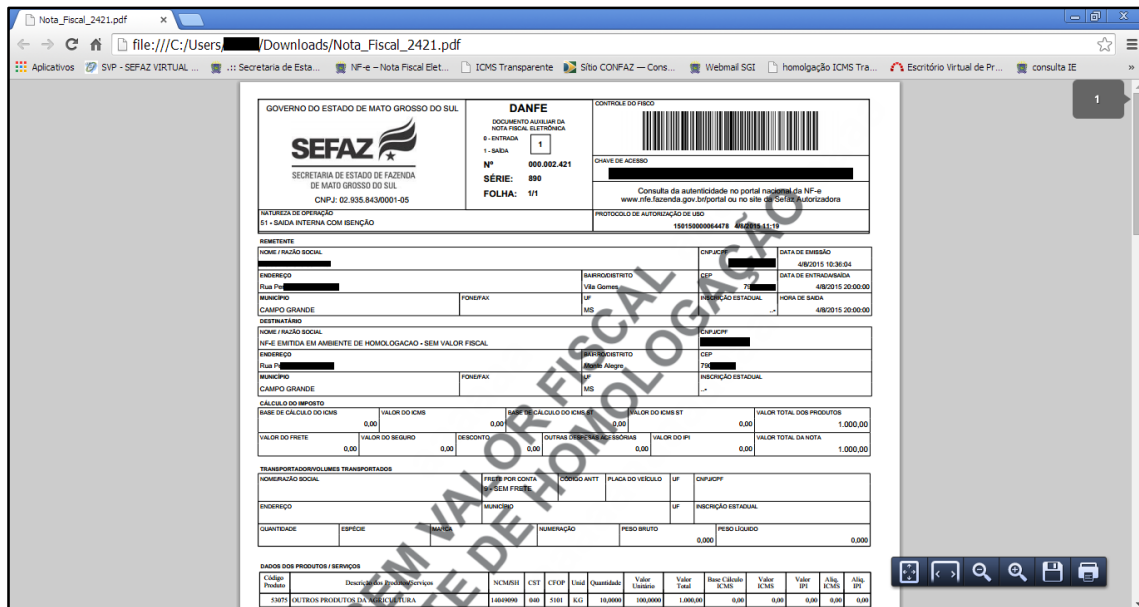 Nota_Fiscal_2421.pdf
file:///C:/Users/ /Downloads/Nota_Fiscal_2421.pdf
Aplicativos SVP - SEFAZ VIRTUAL ... .:: Secretaria de Esta... NF-e – Nota Fiscal Elet... ICMS Transparente Sítio CONFAZ — Cons... Webmail SGI homolgação ICMS Tra... Escritório Virtual de Pr... consulta IE »
1
GOVERNO DO ESTADO DE MATO GROSSO DO SUL
SEFAZ
SECRETARIA DE ESTADO DE FAZENDA
DE MATO GROSSO DO SUL
CNPJ: 02.935.843/0001-05
DANFE
DOCUMENTO AUXILIAR DA
NOTA FISCAL ELETRÔNICA
0 - ENTRADA
1 - SAÍDA
1
Nº 000.002.421
SÉRIE: 890
FOLHA: 1/1
CONTROLE DO FISCO
CHAVE DE ACESSO
Consulta da autenticidade no portal nacional da NF-e
www.nfe.fazenda.gov.br/portal ou no site da Sefaz Autorizadora
NATUREZA DE OPERAÇÃO
51 - SAIDA INTERNA COM ISENÇÃO
PROTOCOLO DE AUTORIZAÇÃO DE USO
150150000064478 4/8/2015 11:19
REMETENTE
NOME / RAZÃO SOCIAL CNPJ/CPF DATA DE EMISSÃO
4/8/2015 10:36:04
ENDEREÇO BAIRRO/DISTRITO CEP DATA DE ENTRADA/SAÍDA
Rua Pe Vila Gomes 79 4/8/2015 20:00:00
MUNICÍPIO FONE/FAX UF INSCRIÇÃO ESTADUAL HORA DE SAIDA
CAMPO GRANDE MS ..- 4/8/2015 20:00:00
DESTINATÁRIO
NOME / RAZÃO SOCIAL CNPJ/CPF
NF-E EMITIDA EM AMBIENTE DE HOMOLOGACAO - SEM VALOR FISCAL
ENDEREÇO BAIRRO/DISTRITO CEP
Rua Pe Monte Alegre 790
MUNICÍPIO FONE/FAX UF INSCRIÇÃO ESTADUAL
CAMPO GRANDE MS ..-
CÁLCULO DO IMPOSTO
BASE DE CÁLCULO DO ICMS VALOR DO ICMS BASE DE CÁLCULO DO ICMS ST VALOR DO ICMS ST VALOR TOTAL DOS PRODUTOS
0,00 0,00 0,00 0,00 1.000,00
VALOR DO FRETE VALOR DO SEGURO DESCONTO OUTRAS DESPESAS ACESSÓRIAS VALOR DO IPI VALOR TOTAL DA NOTA
0,00 0,00 0,00 0,00 0,00 1.000,00
TRANSPORTADOR/VOLUMES TRANSPORTADOS
NOME/RAZÃO SOCIAL FRETE POR CONTA CÓDIGO ANTT PLACA DO VEÍCULO UF CNPJ/CPF
9 - SEM FRETE
ENDEREÇO MUNICÍPIO UF INSCRIÇÃO ESTADUAL
QUANTIDADE ESPÉCIE MARCA NUMERAÇÃO PESO BRUTO PESO LÍQUIDO
0,000 0,000
DADOS DOS PRODUTOS / SERVIÇOS
Código Produto Descrição dos Produtos/Serviços NCM/SH CST CFOP Unid Quantidade Valor Unitário Valor Total Base Cálculo ICMS Valor ICMS Valor IPI Aliq. ICMS Aliq. IPI
53075 OUTROS PRODUTOS DA AGRICULTURA 14049090 040 5101 KG 10,0000 100,0000 1.000,00 0,00 0,00 0,00 0,00 0,00
SEM VALOR FISCAL
TE DE HOMOLOGAÇÃO